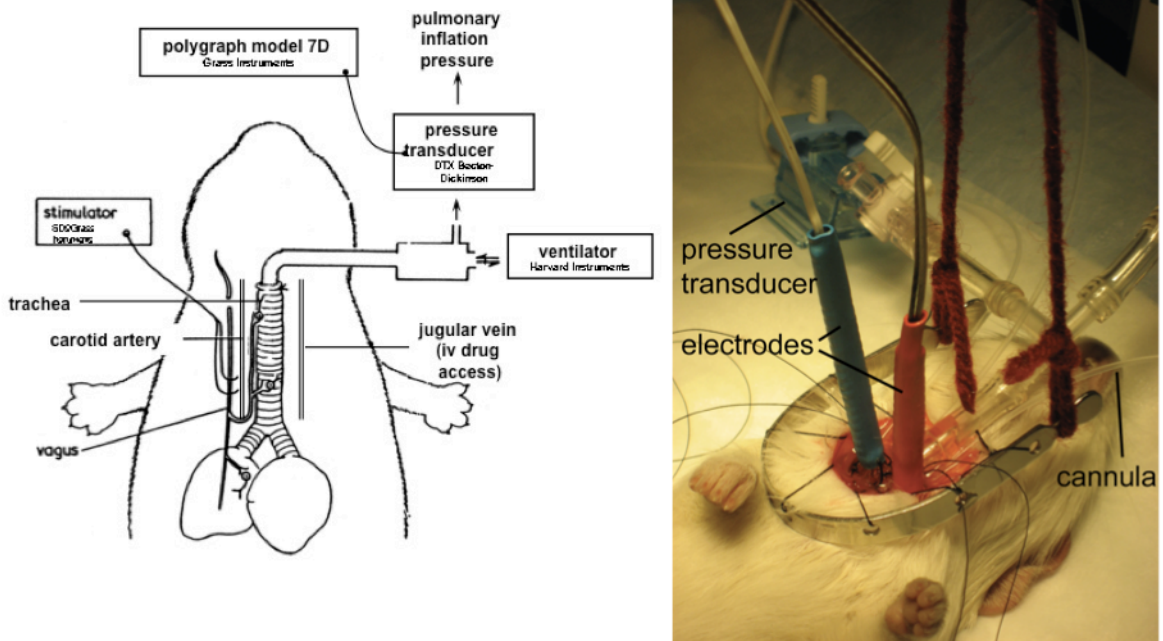 polygraph model 7D
Grass Instruments
pulmonary
inflation
pressure
pressure
transducer
DTX Becton-
Dickinson
stimulator
ventilator
Harvard Instruments
trachea
carotid artery
jugular vein
(iv drug
access)
vagus
pressure
transducer
electrodes
cannula